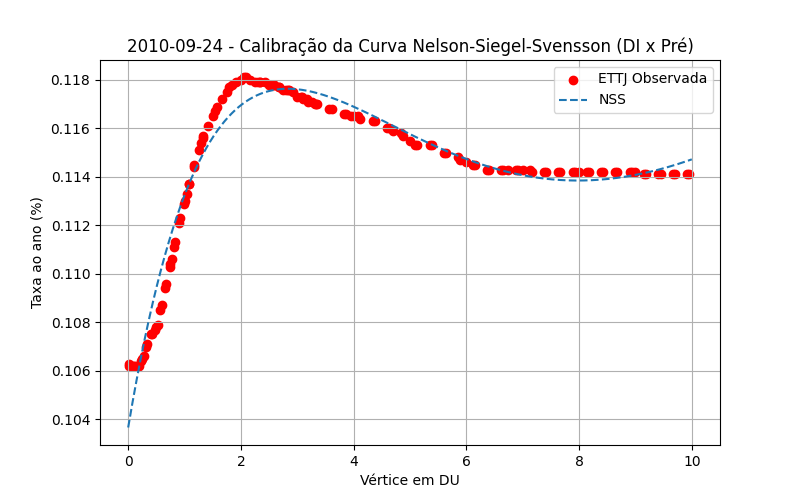 2010-09-24 - Calibração da Curva Nelson-Siegel-Svensson (DI x Pré)
ETTJ Observada
NSS
0.118
0.116
0.114
0.112
0.110
0.108
0.106
0.104
Taxa ao ano (%)
0 2 4 6 8 10
Vértice em DU